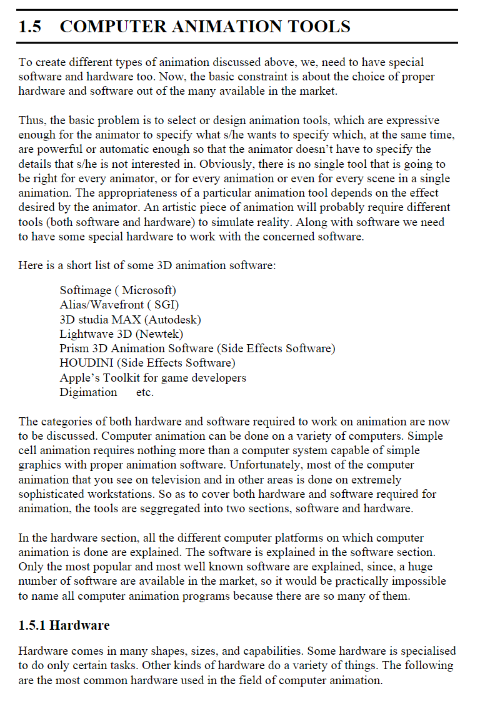 1.5 COMPUTER ANIMATION TOOLS
To create different types of animation discussed above, we, need to have special
software and hardware too. Now, the basic constraint is about the choice of proper
hardware and software out of the many available in the market.
Thus, the basic problem is to select or design animation tools, which are expressive
enough for the animator to specify what s/he wants to specify which, at the same time,
are powerful or automatic enough so that the animator doesn't have to specify the
details that s/he is not interested in. Obviously, there is no single tool that is going to
be right for every animator, or for every animation or even for every scene in a single
animation. The appropriateness of a particular animation tool depends on the effect
desired by the animator. An artistic piece of animation will probably require different
tools (both software and hardware) to simulate reality. Along with software we need
to have some special hardware to work with the concerned software.
Here is a short list of some 3D animation software:
Softimage ( Microsoft)
Alias/Wavefront ( SGI)
3D studia MAX (Autodesk)
Lightwave 3D (Newtek)
Prism 3D Animation Software (Side Effects Software)
HOUDINI (Side Effects Software)
Apple's Toolkit for game developers
Digimation etc.
The categories of both hardware and software required to work on animation are now
to be discussed. Computer animation can be done on a variety of computers. Simple
cell animation requires nothing more than a computer system capable of simple
graphics with proper animation software. Unfortunately, most of the computer
animation that you see on television and in other areas is done on extremely
sophisticated workstations. So as to cover both hardware and software required for
animation, the tools are seggregated into two sections, software and hardware.
In the hardware section, all the different computer platforms on which computer
animation is done are explained. The software is explained in the software section.
Only the most popular and most well known software are explained, since, a huge
number of software are available in the market, so it would be practically impossible
to name all computer animation programs because there are so many of them.
1.5.1 Hardware
Hardware comes in many shapes, sizes, and capabilities. Some hardware is specialised
to do only certain tasks. Other kinds of hardware do a variety of things. The following
are the most common hardware used in the field of computer animation.